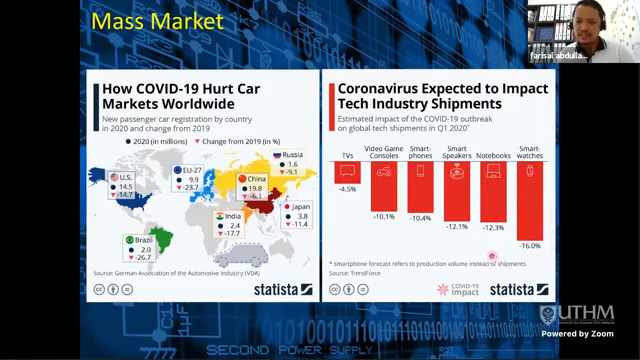 Mass Market
farisal abdulla...
How COVID-19 Hurt Car
Markets Worldwide
New passenger car registration by country
in 2020 and change from 2019
2020 (in millions) Change from 2019 (in %)
Russia
1.6
-9.1
EU-27
9.9
-23.7
U.S.
14.5
-14.7
China
19.8
-6.1
Japan
3.8
-11.4
India
2.4
-17.7
Brazil
2.0
-26.7
Source: German Association of the Automotive Industry (VDA)
statista
Coronavirus Expected to Impact
Tech Industry Shipments
Estimated impact of the COVID-19 outbreak
on global tech shipments in Q1 2020*
TVs
Video Game
Consoles
Smart-
phones
Smart
Speakers
Notebooks
Smart-
watches
-4.5%
-10.1%
-10.4%
-12.1%
-12.3%
-16.0%
* smartphone forecast refers to production volume instead of shipments
Source: TrendForce
COVID-19
Impact
statista
UTHM
Powered by Zoom
SECOND POWER SUPPLY